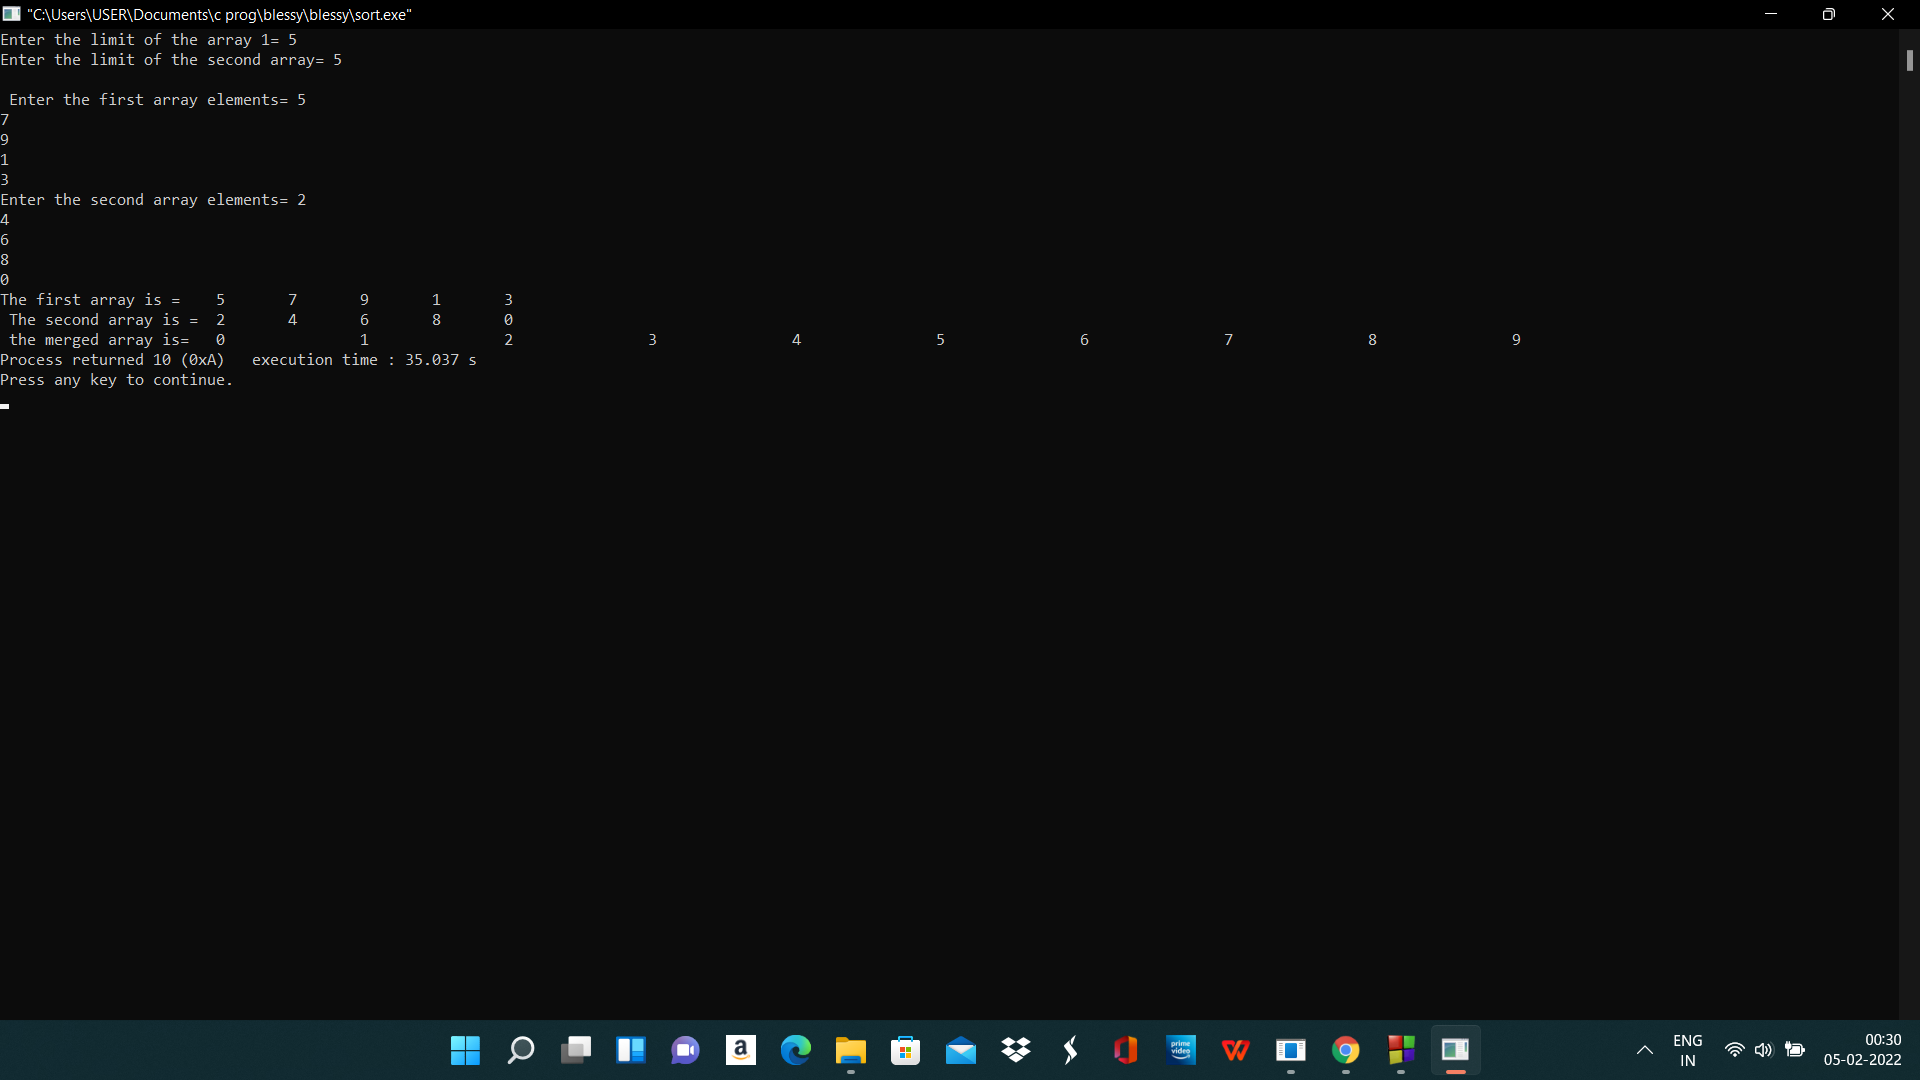 "C:\Users\USER\Documents\c prog\blessy\blessy\sort.exe"
Enter the limit of the array 1= 5
Enter the limit of the second array= 5
Enter the first array elements= 5
7
9
1
3
Enter the second array elements= 2
4
6
8
0
The first array is = 5 7 9 1 3
The second array is = 2 4 6 8 0
the merged array is= 0 1 2 3 4 5 6 7 8 9
Process returned 10 (0xA) execution time : 35.037 s
Press any key to continue.
a
prime video
W
ENG
IN
00:30
05-02-2022